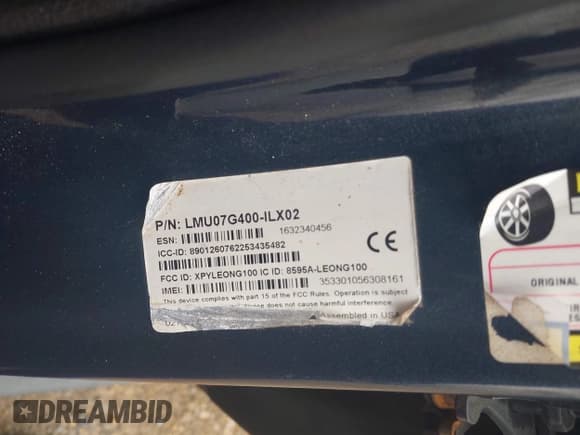 P/N: LMU07G400-ILX02
ESN: 1632340456
ICC-ID: 8901260762253435482
FCC ID: XPYLEONG100 IC ID: 8595A-LEONG100
IMEI: 353301056308161
This device complies with part 15 of the FCC Rules. Operation is subject
does not cause harmful interference
Assembled in USA
CE
ORIGINAL
DREAMBID